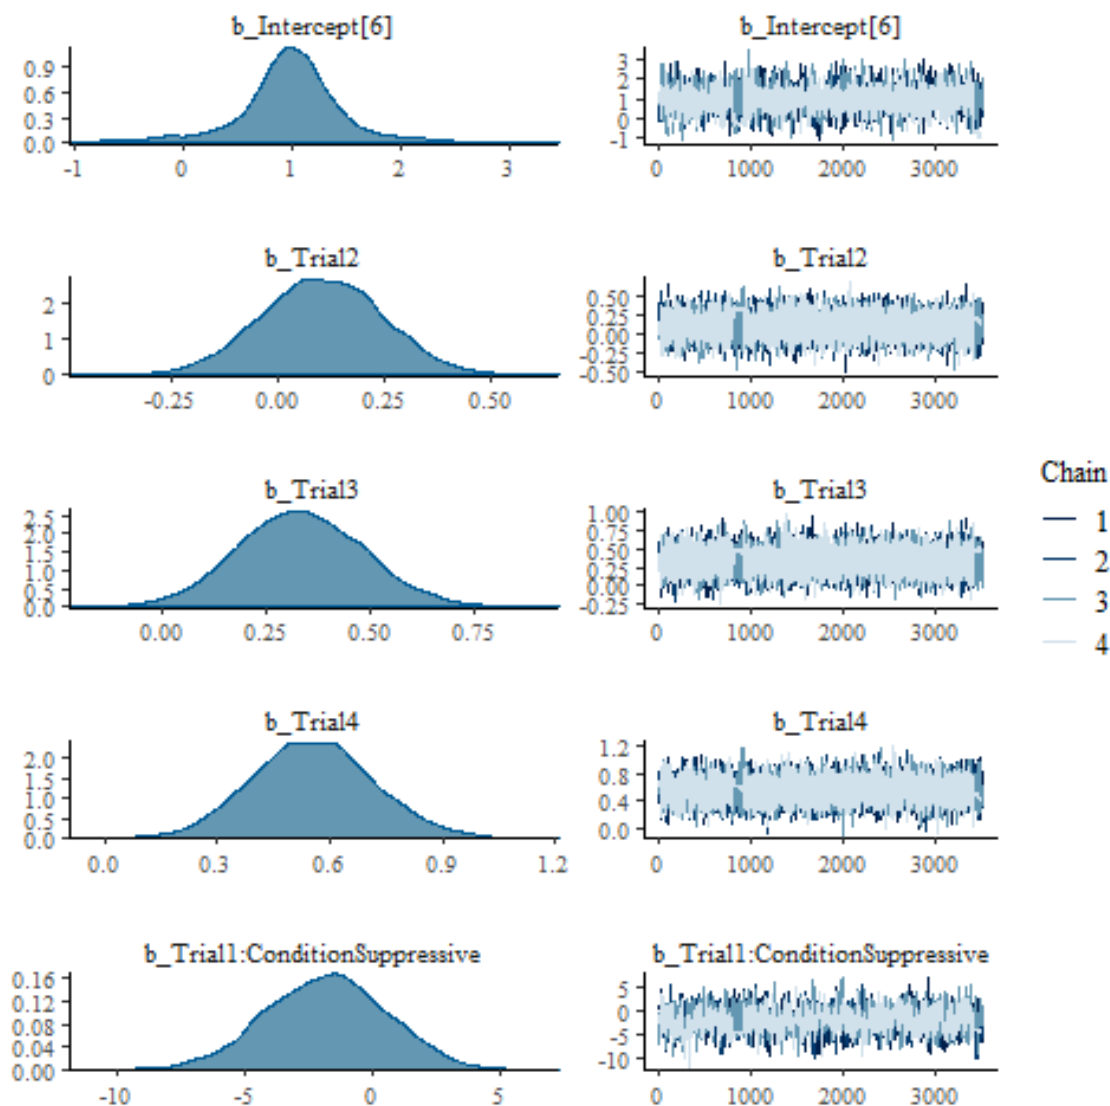 b_Intercept[6]
0.9
0.6
0.3
0.0
-1 0 1 2 3
b_Intercept[6]
3
2
1
0
-1
0 1000 2000 3000
b_Trial2
2
1
0
-0.25 0.00 0.25 0.50
b_Trial2
0.50
0.25
0.00
-0.25
-0.50
0 1000 2000 3000
b_Trial3
2.5
2.0
1.5
1.0
0.5
0.0
0.00 0.25 0.50 0.75
b_Trial3
1.00
0.75
0.50
0.25
0.00
-0.25
0 1000 2000 3000
b_Trial4
2.0
1.5
1.0
0.5
0.0
0.0 0.3 0.6 0.9 1.2
b_Trial4
1.2
0.8
0.4
0.0
0 1000 2000 3000
b_Trial1:ConditionSuppressive
0.16
0.12
0.08
0.04
0.00
-10 -5 0 5
b_Trial1:ConditionSuppressive
5
0
-5
-10
0 1000 2000 3000
Chain
1
2
3
4